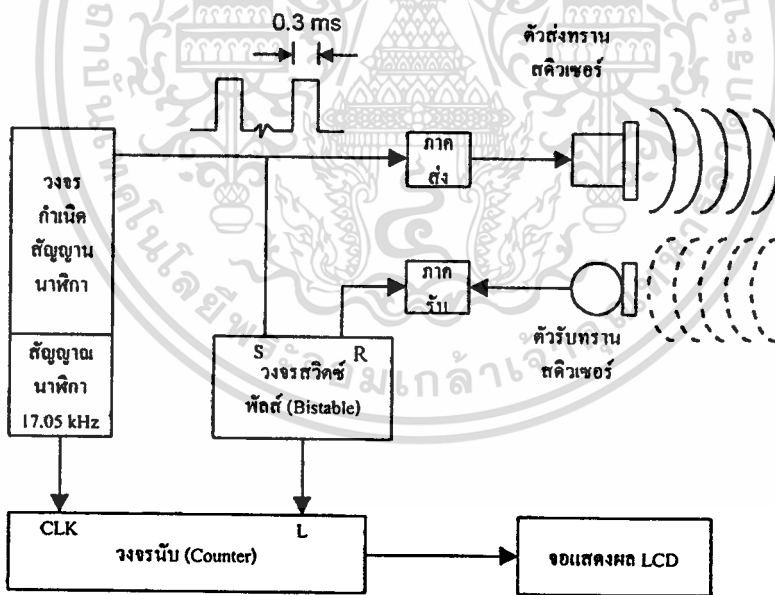 0.3 ms
ตัวส่งทราน
สดิวเซอร์
วงจร
กำเนิด
สัญญาน
นาฬิกา
ภาค
ส่ง
ภาค
รับ
ตัวรับทราน
สดิวเซอร์
สัญญาณ
นาฬิกา
17.05 kHz
S R
วงจรสวิตซ์
พัลส์ (Bistable)
CLK L
วงจรนับ (Counter)
จอแสดงผล LCD